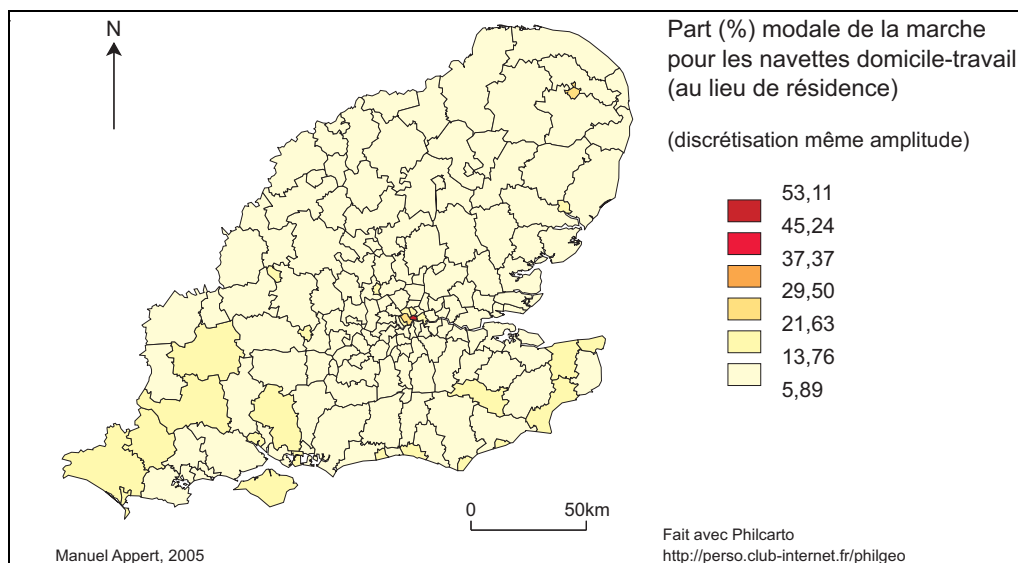 N
Part (%) modale de la marche
pour les navettes domicile-travail
(au lieu de résidence)
(discrétisation même amplitude)
53,11
45,24
37,37
29,50
21,63
13,76
5,89
0 50km
Manuel Appert, 2005
Fait avec Philcarto
http://perso.club-internet.fr/philgeo